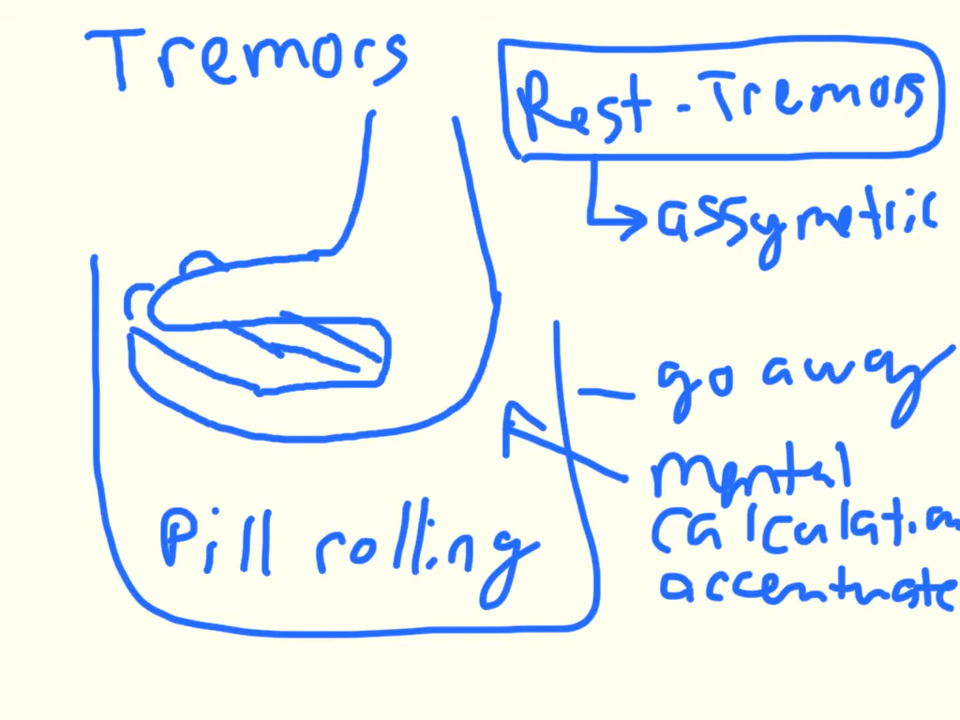 Tremors
Rest-Tremors
assymetric
go away
mental
calculation
accentuate
Pill rolling